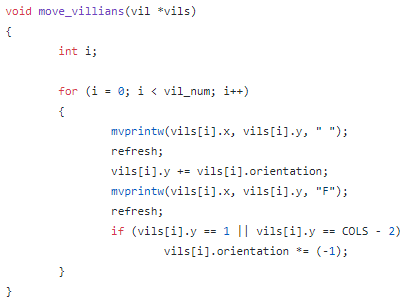 void move_villians(vil *vils)
{
        int i;

        for (i = 0; i < vil_num; i++)
        {
                mvprintw(vils[i].x, vils[i].y, " ");
                refresh;
                vils[i].y += vils[i].orientation;
                mvprintw(vils[i].x, vils[i].y, "F");
                refresh;
                if (vils[i].y == 1 || vils[i].y == COLS - 2)
                        vils[i].orientation *= (-1);
        }
}